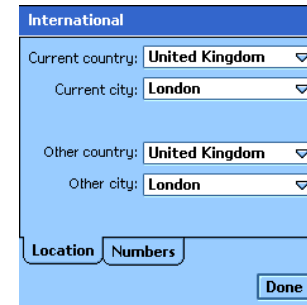 International
Current country: United Kingdom
Current city: London
Other country: United Kingdom
Other city: London
Location Numbers
Done